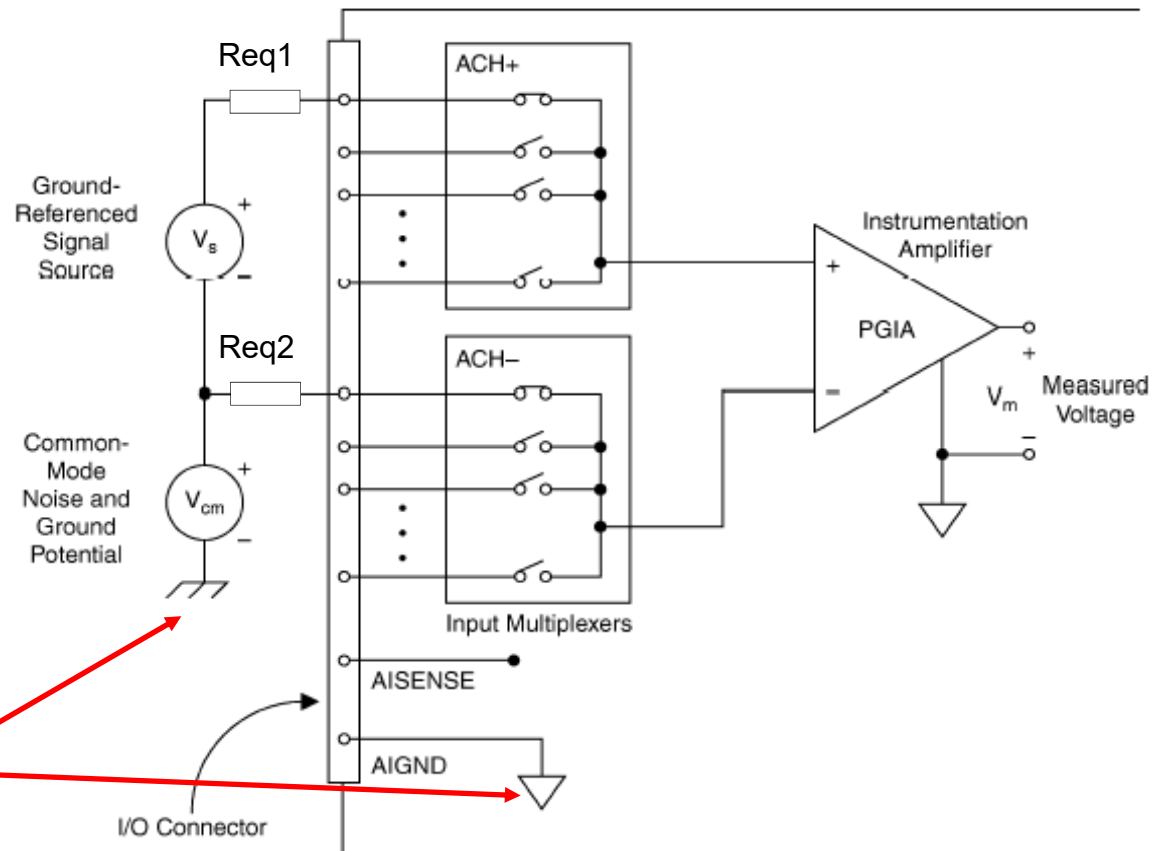 Req1
ACH+
Ground-
Referenced
Signal
Source
+
Vs
–
Instrumentation
Amplifier
+
PGIA
–
+
Vm
–
Measured
Voltage
Req2
ACH–
Common-
Mode
Noise and
Ground
Potential
+
Vcm
–
Input Multiplexers
AISENSE
AIGND
I/O Connector